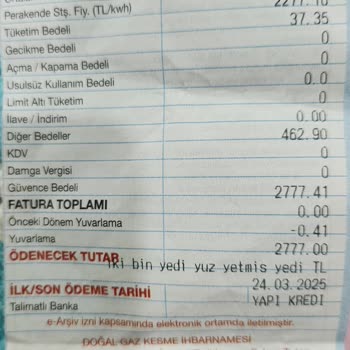 Perakende Stş. Fiy. (TL/kwh)
Tüketim Bedeli 37.35
Gecikme Bedeli 0
Açma / Kapama Bedeli 0
Usulsüz Kullanım Bedeli 0.0
Limit Altı Tüketim 0
İlave / İndirim 0.00
Diğer Bedeller 462.90
KDV 0
Damga Vergisi 0
Güvence Bedeli
FATURA TOPLAMI 2777.41
Önceki Dönem Yuvarlama 0.00
Yuvarlama -0.41
ÖDENECEK TUTAR 2777.00
iki bin yedi yuz yetmis yedi TL
İLK/SON ÖDEME TARİHİ 24.03.2025
Talimatlı Banka YAPI KREDI
e-Arşiv izni kapsamında elektronik ortamda iletilmiştir.
DOĞAL GAZ KESME İHBARNAMESİ